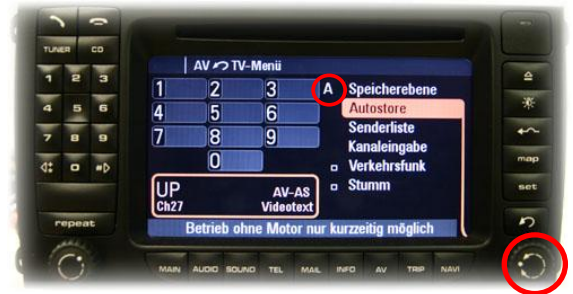 TUNER CD
1 2 3
4 5 6
7 8 9
0
repeat
AV TV-Menü
1 2 3
4 5 6
7 8 9
0
A Speicherebene
Autostore
Senderliste
Kanaleingabe
Verkehrsfunk
Stumm
UP AV-AS
Ch27 Videotext
Betrieb ohne Motor nur kurzzeitig möglich
map
set
MAIN AUDIO SOUND TEL MAIL INFO AV TRIP NAVI